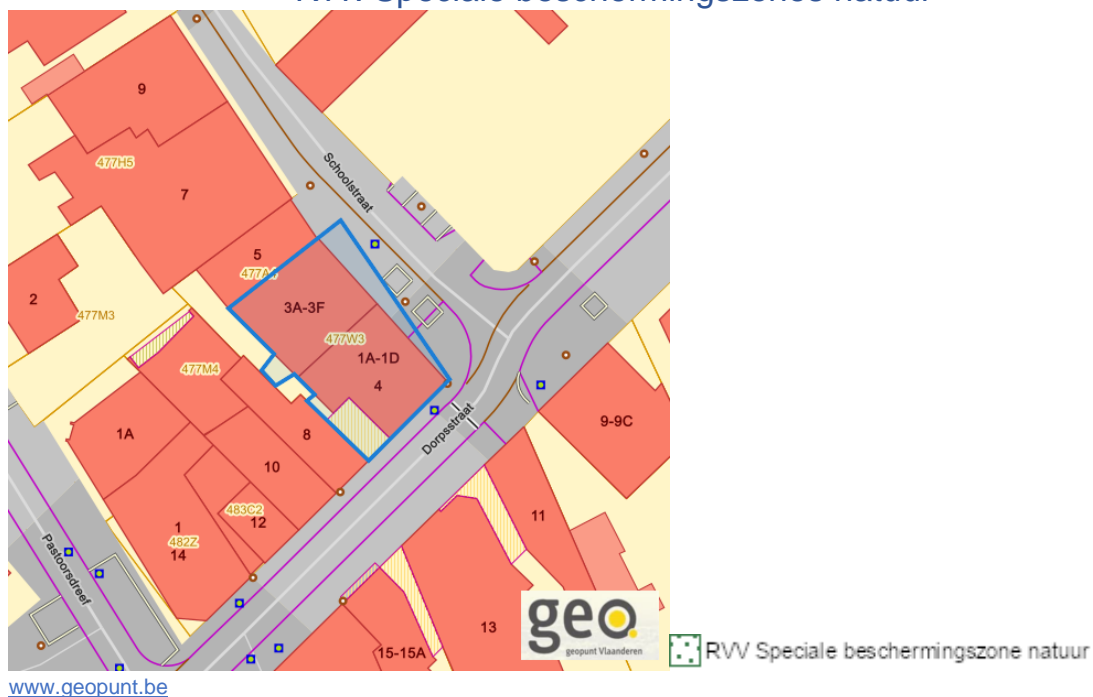 RVV Speciale beschermingszones natuur
9
477H5
7
Schoolstraat
5
477A4
2
477M3
3A-3F
477W3
1A-1D
4
477M4
1A
8
Dorpsstraat
9-9C
10
483C2
12
1
482Z
14
11
Pastoorsdreef
13
15-15A
geo
geopunt Vlaanderen
RVV Speciale beschermingszone natuur
www.geopunt.be